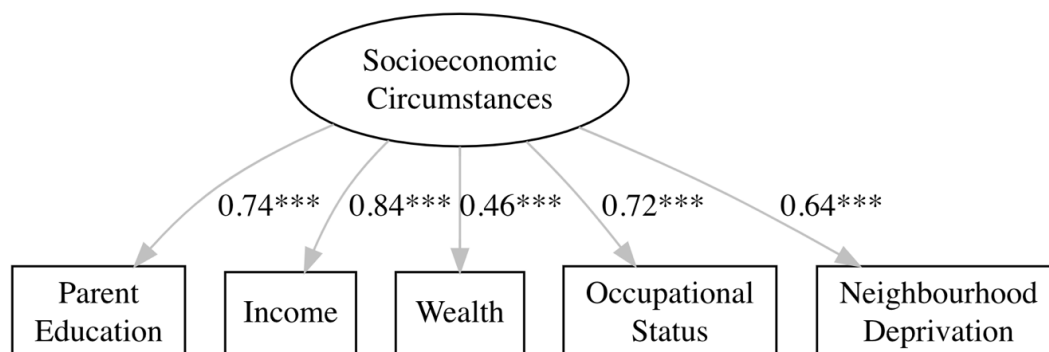 Socioeconomic
Circumstances
0.74*** 0.84*** 0.46*** 0.72*** 0.64***
Parent
Education
Income
Wealth
Occupational
Status
Neighbourhood
Deprivation